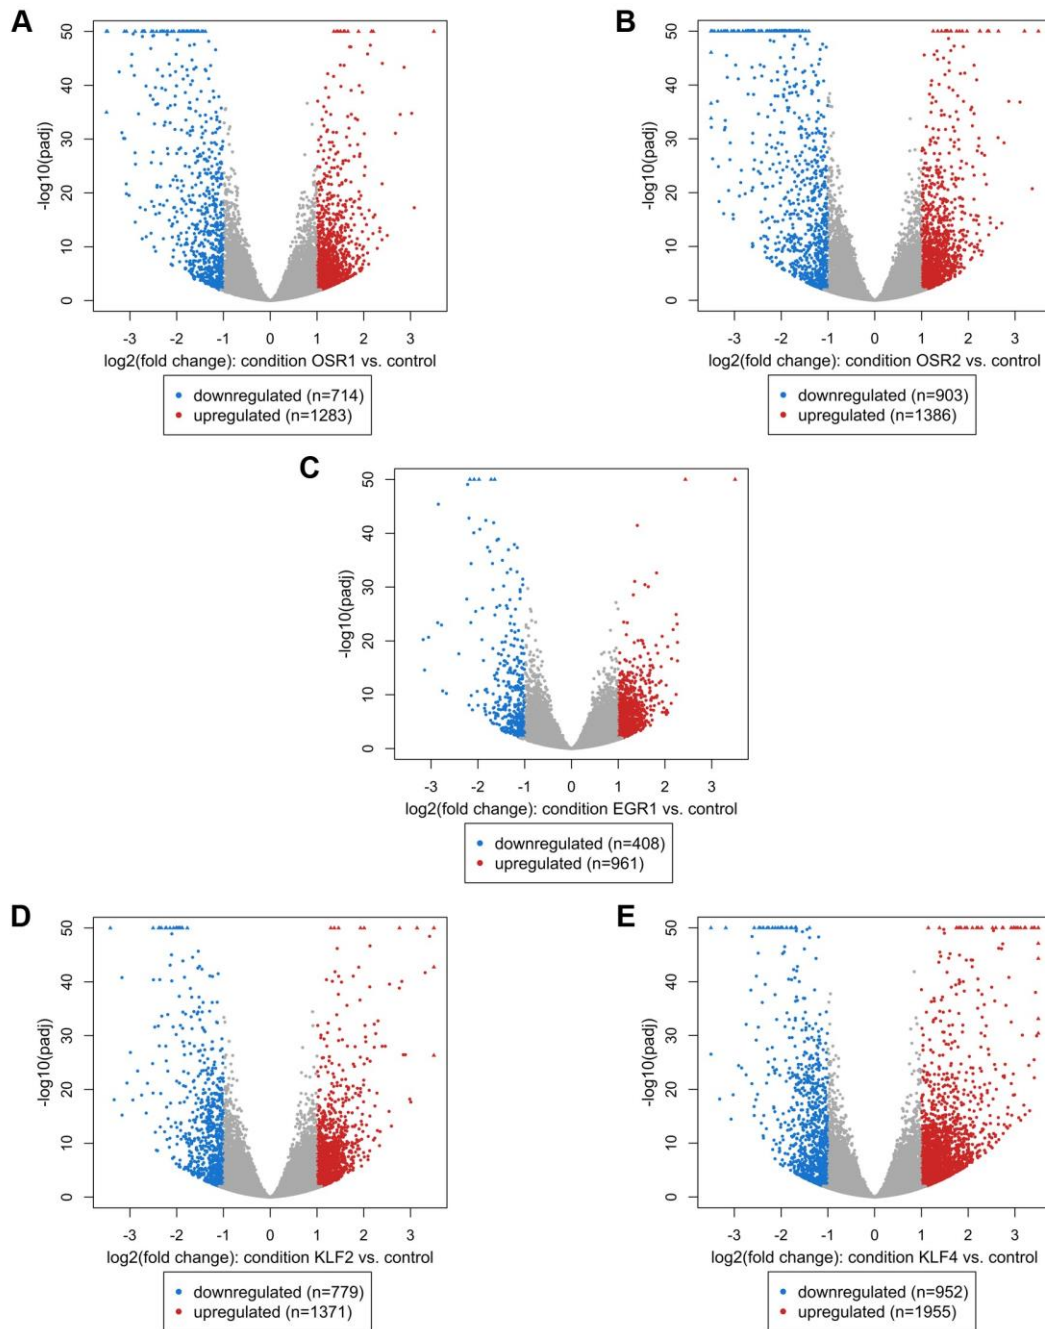 A
50
40
30
20
10
0
-log10(padj)
-3 -2 -1 0 1 2 3
log2(fold change): condition OSR1 vs. control
downregulated (n=714)
upregulated (n=1283)
B
50
40
30
20
10
0
-log10(padj)
-3 -2 -1 0 1 2 3
log2(fold change): condition OSR2 vs. control
downregulated (n=903)
upregulated (n=1386)
C
50
40
30
20
10
0
-log10(padj)
-3 -2 -1 0 1 2 3
log2(fold change): condition EGR1 vs. control
downregulated (n=408)
upregulated (n=961)
D
50
40
30
20
10
0
-log10(padj)
-3 -2 -1 0 1 2 3
log2(fold change): condition KLF2 vs. control
downregulated (n=779)
upregulated (n=1371)
E
50
40
30
20
10
0
-log10(padj)
-3 -2 -1 0 1 2 3
log2(fold change): condition KLF4 vs. control
downregulated (n=952)
upregulated (n=1955)